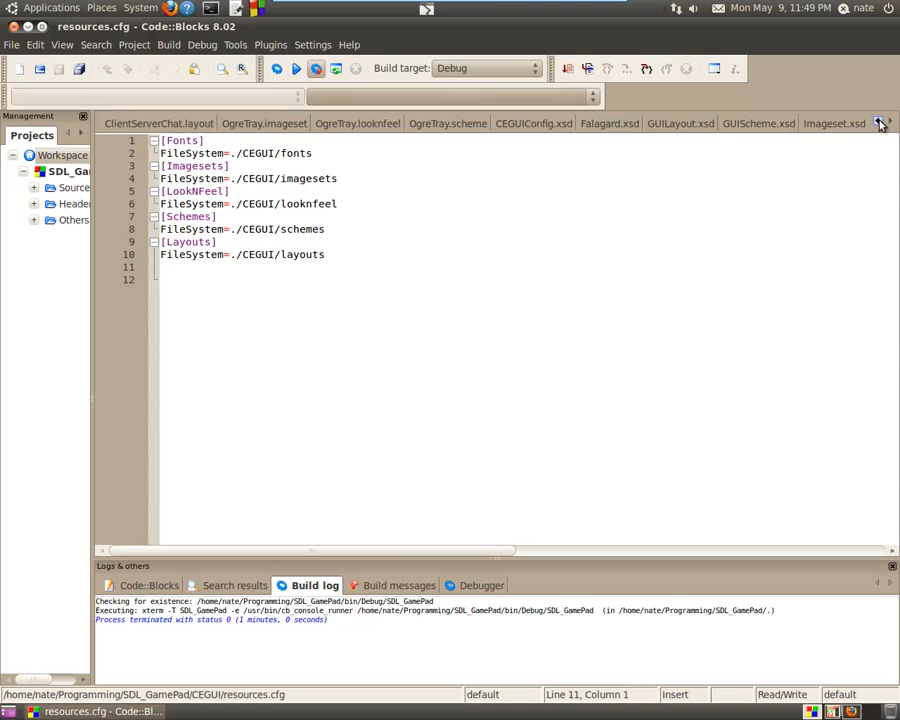 Applications Places System Mon May 9, 11:49 PM nate
resources.cfg - Code::Blocks 8.02
File Edit View Search Project Build Debug Tools Plugins Settings Help
Build target: Debug
Management
ClientServerChat.layout OgreTray.imageset OgreTray.looknfeel OgreTray.scheme CEGUIConfig.xsd Falagard.xsd GUILayout.xsd GUIScheme.xsd Imageset.xsd
Projects
Workspace
SDL_Ga
Source
Heade
Others
1 [Fonts]
2 FileSystem=./CEGUI/fonts
3 [Imagesets]
4 FileSystem=./CEGUI/imagesets
5 [LookNFeel]
6 FileSystem=./CEGUI/looknfeel
7 [Schemes]
8 FileSystem=./CEGUI/schemes
9 [Layouts]
10 FileSystem=./CEGUI/layouts
11
12
Logs & others
Code::Blocks Search results Build log Build messages Debugger
Checking for existence: /home/nate/Programming/SDL_GamePad/bin/Debug/SDL_GamePad
Executing: xterm -T SDL_GamePad -e /usr/bin/cb_console_runner /home/nate/Programming/SDL_GamePad/bin/Debug/SDL_GamePad (in /home/nate/Programming/SDL_GamePad/.)
Process terminated with status 0 (1 minutes, 0 seconds)
/home/nate/Programming/SDL_GamePad/CEGUI/resources.cfg default Line 11, Column 1 Insert Read/Write default
resources.cfg - Code::Bl...